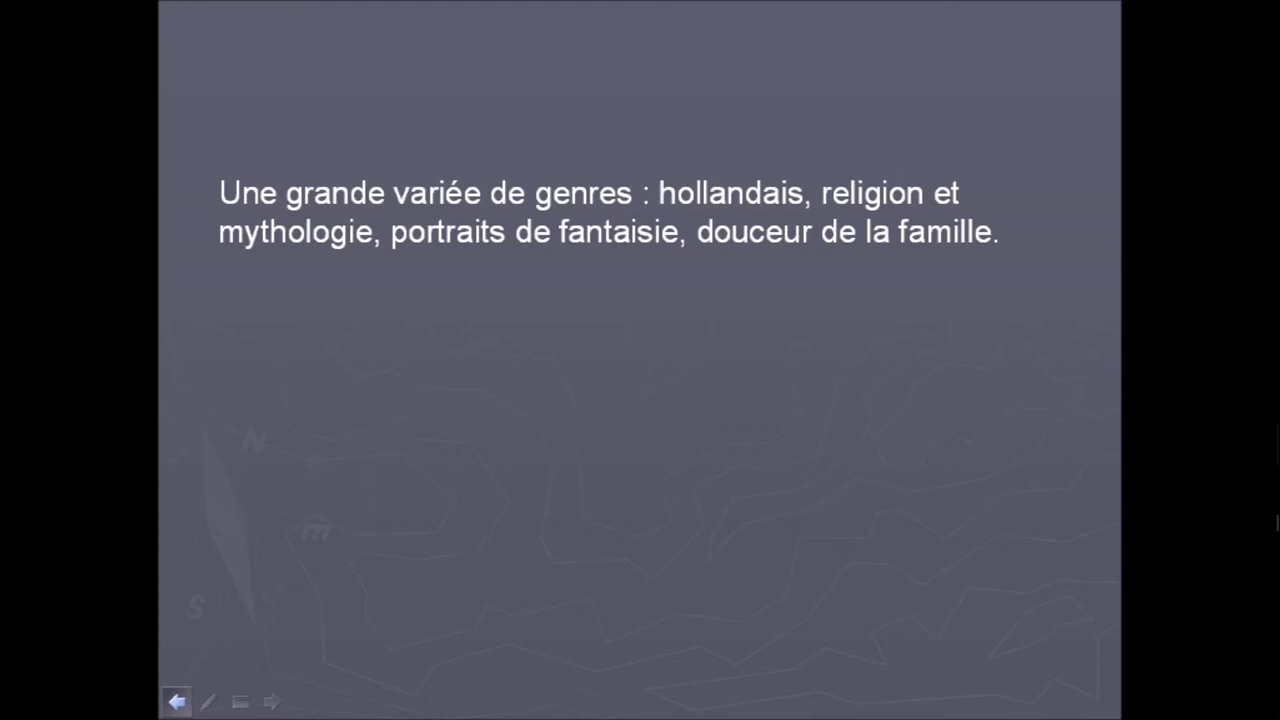 Une grande variée de genres : hollandais, religion et
mythologie, portraits de fantaisie, douceur de la famille.
N
m
S